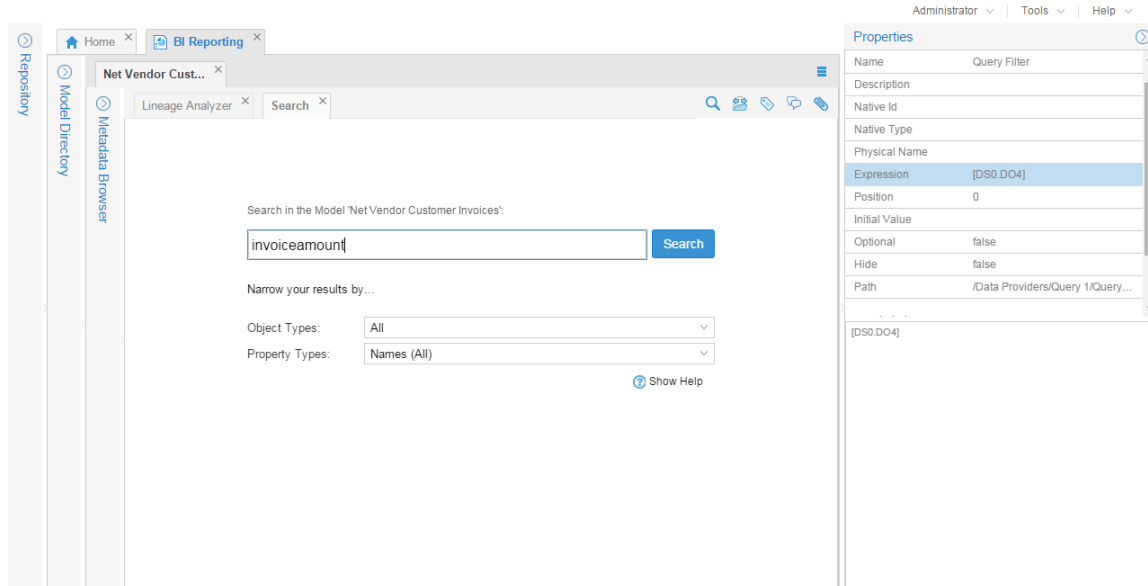 Administrator Tools Help
Home BI Reporting
Properties
Repository
Model Directory
Metadata Browser
Net Vendor Cust...
Lineage Analyzer Search
Search in the Model 'Net Vendor Customer Invoices':
invoiceamount Search
Narrow your results by...
Object Types: All
Property Types: Names (All)
Show Help
Name Query Filter
Description
Native Id
Native Type
Physical Name
Expression [DS0.DO4]
Position 0
Initial Value
Optional false
Hide false
Path /Data Providers/Query 1/Query...
[DS0.DO4]